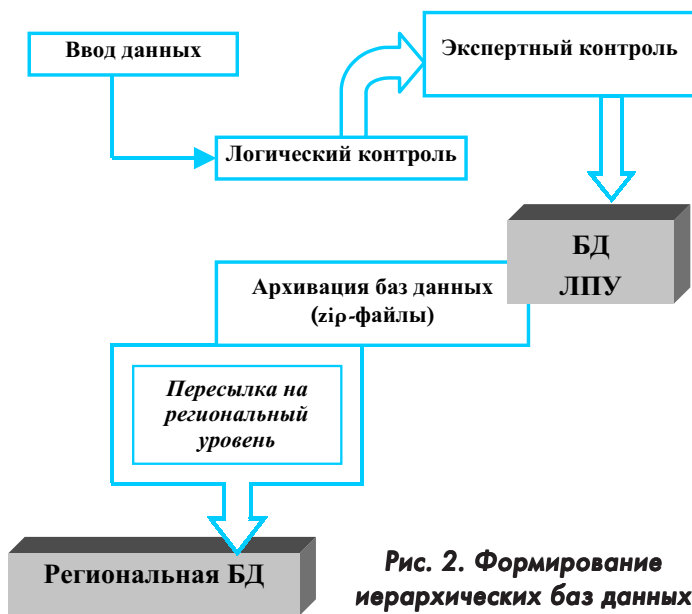 Ввод данных
Экспертный контроль
Логический контроль
БД
ЛПУ
Архивация баз данных
(zip-файлы)
Пересылка на
региональный
уровень
Региональная БД
Рис. 2. Формирование
иерархических баз данных